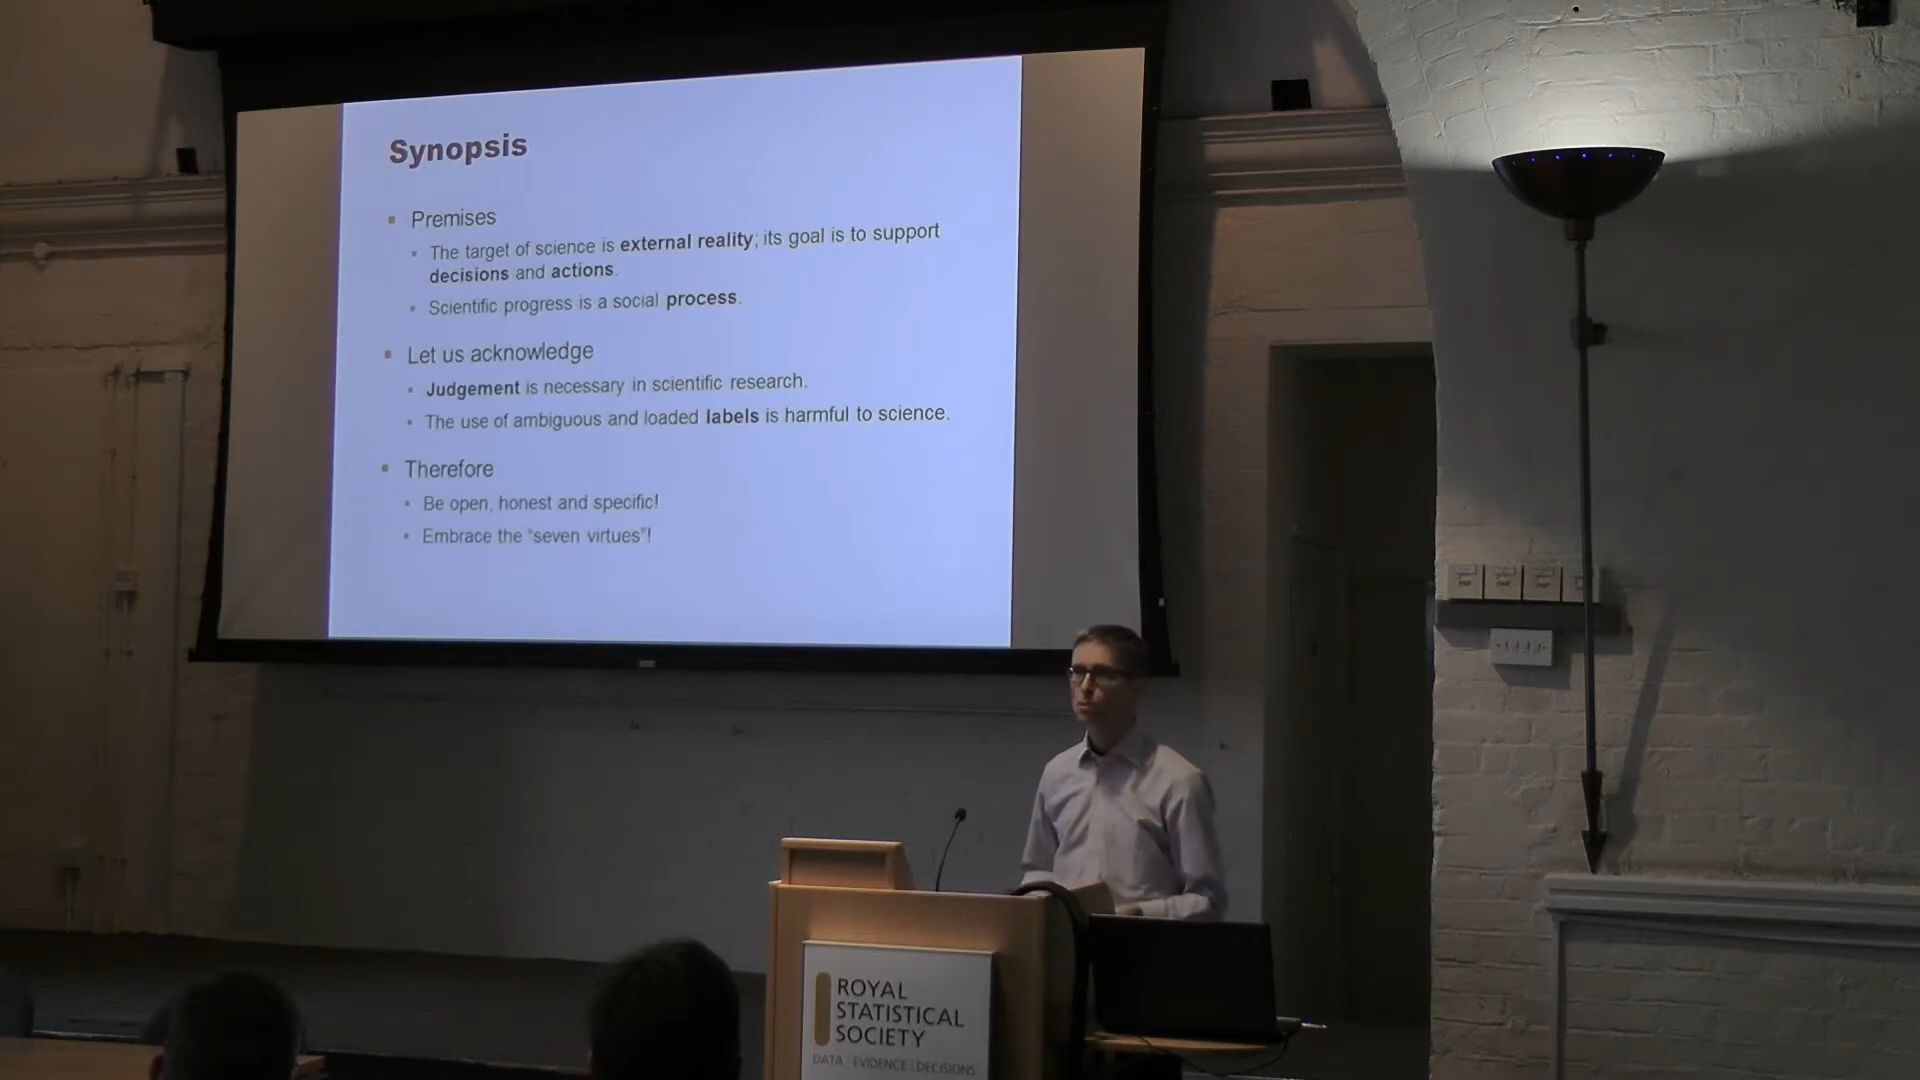 Synopsis
Premises
The target of science is external reality; its goal is to support
decisions and actions.
Scientific progress is a social process.
Let us acknowledge
Judgement is necessary in scientific research.
The use of ambiguous and loaded labels is harmful to science.
Therefore
Be open, honest and specific!
Embrace the "seven virtues"!
ROYAL
STATISTICAL
SOCIETY
DATA | EVIDENCE | DECISIONS